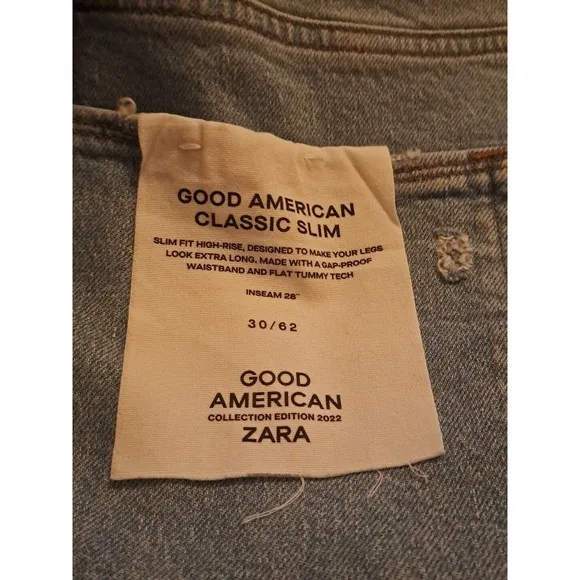 GOOD AMERICAN
CLASSIC SLIM
SLIM FIT HIGH-RISE, DESIGNED TO MAKE YOUR LEGS
LOOK EXTRA LONG. MADE WITH A GAP-PROOF
WAISTBAND AND FLAT TUMMY TECH
INSEAM 28"
30/62
GOOD
AMERICAN
COLLECTION EDITION 2022
ZARA